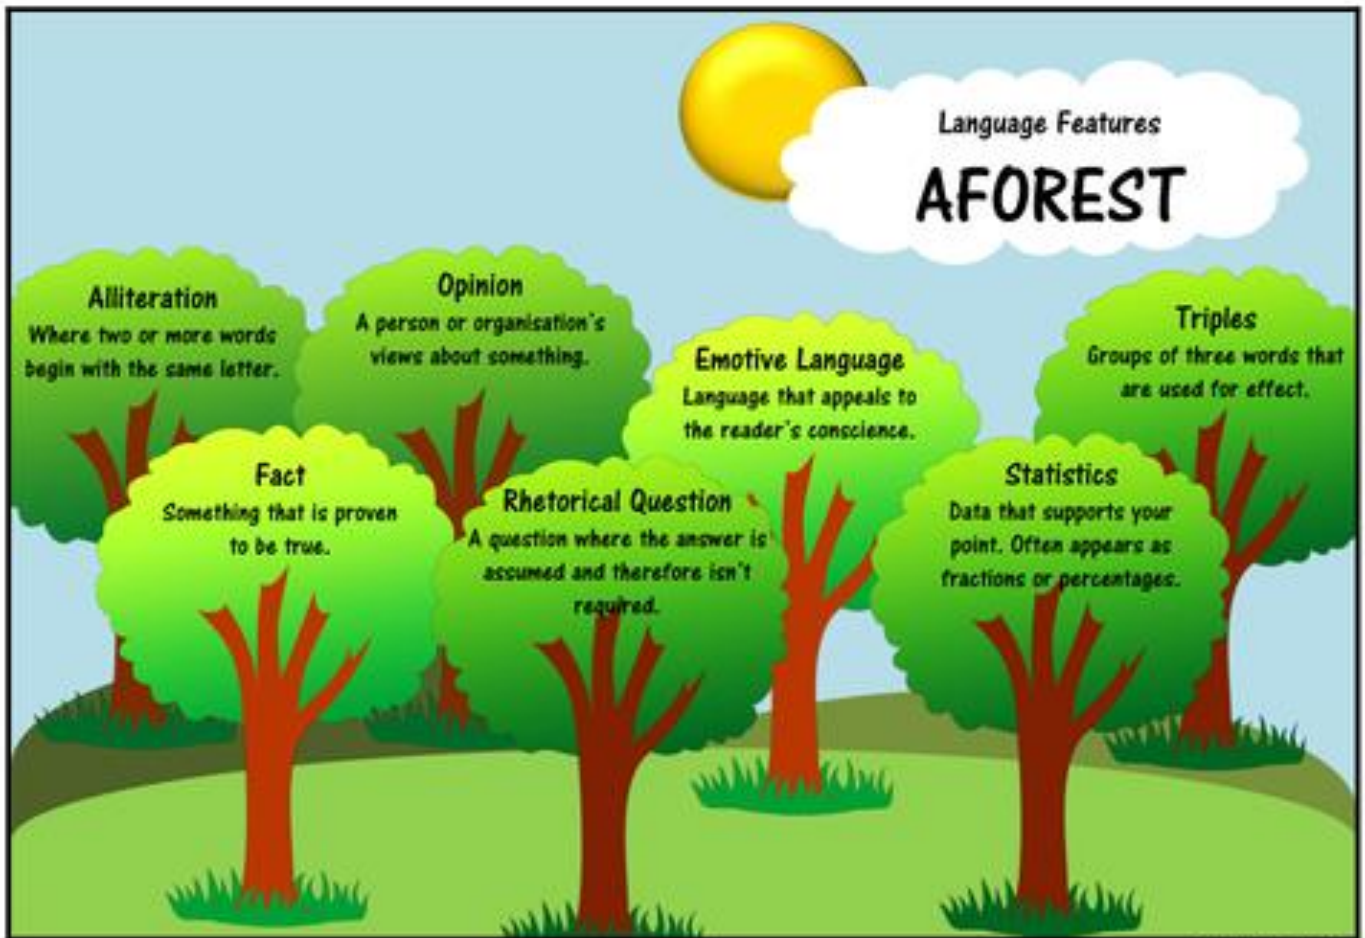 Language Features
AFOREST
Alliteration
Where two or more words
begin with the same letter.
Fact
Something that is proven
to be true.
Opinion
A person or organisation's
views about something.
Rhetorical Question
A question where the answer is
assumed and therefore isn't
required.
Emotive Language
Language that appeals to
the reader's conscience.
Statistics
Data that supports your
point. Often appears as
fractions or percentages.
Triples
Groups of three words that
are used for effect.